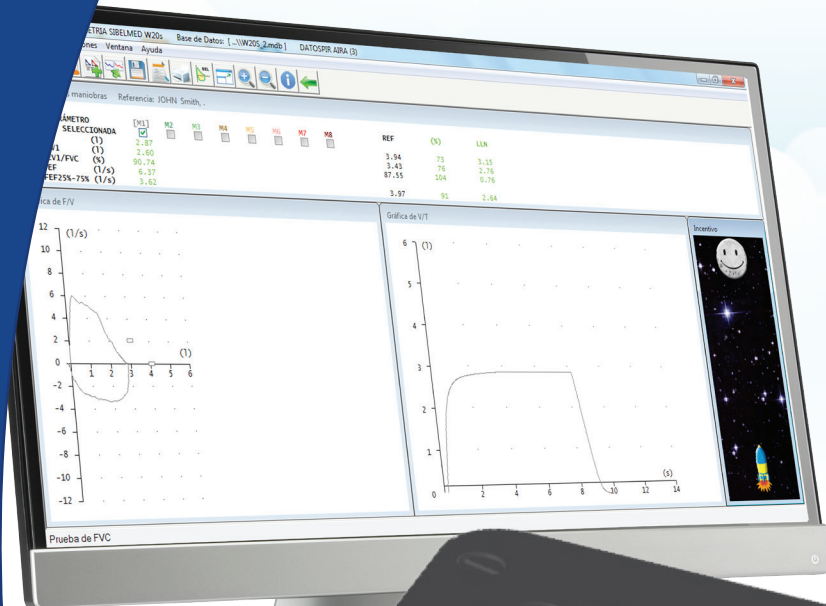 ETRIA SIBELMED W20s Base de Datos: [ ...\\W20S_2.mdb ] DATOSPIR AIRA (3)
ones Ventana Ayuda
maniobras Referencia: JOHN Smith, .
ÁMETRO [M1] M2 M3 M4 M5 M6 M7 M8 REF (%) LLN
SELECCIONADA
(l) 2.87 3.94 73 3.15
V1 (l) 2.60 3.43 76 2.76
EV1/FVC (%) 90.74 87.55 104 0.76
EF (l/s) 6.37
FEF25%-75% (l/s) 3.62 3.97 91 2.64
ica de F/V
Gráfica de V/T
Incentivo
12 (l/s)
10
8
6
4
2
0 1 2 3 4 5 6 (l)
-2
-4
-6
-8
-10
-12
6 (l)
5
4
3
2
1
0 2 4 6 8 10 12 14 (s)
Prueba de FVC